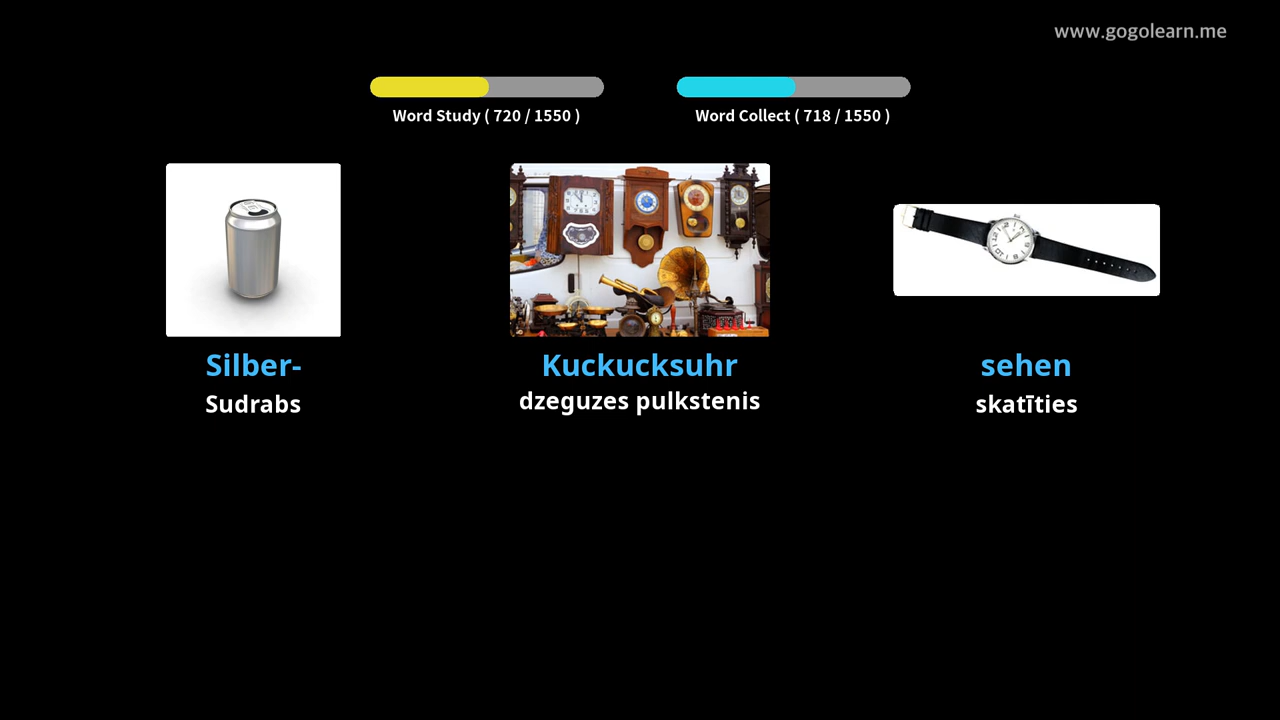 www.gogolearn.me
Word Study ( 720 / 1550 )
Word Collect ( 718 / 1550 )
Silber-
Sudrabs
Kuckucksuhr
dzeguzes pulkstenis
sehen
skatīties